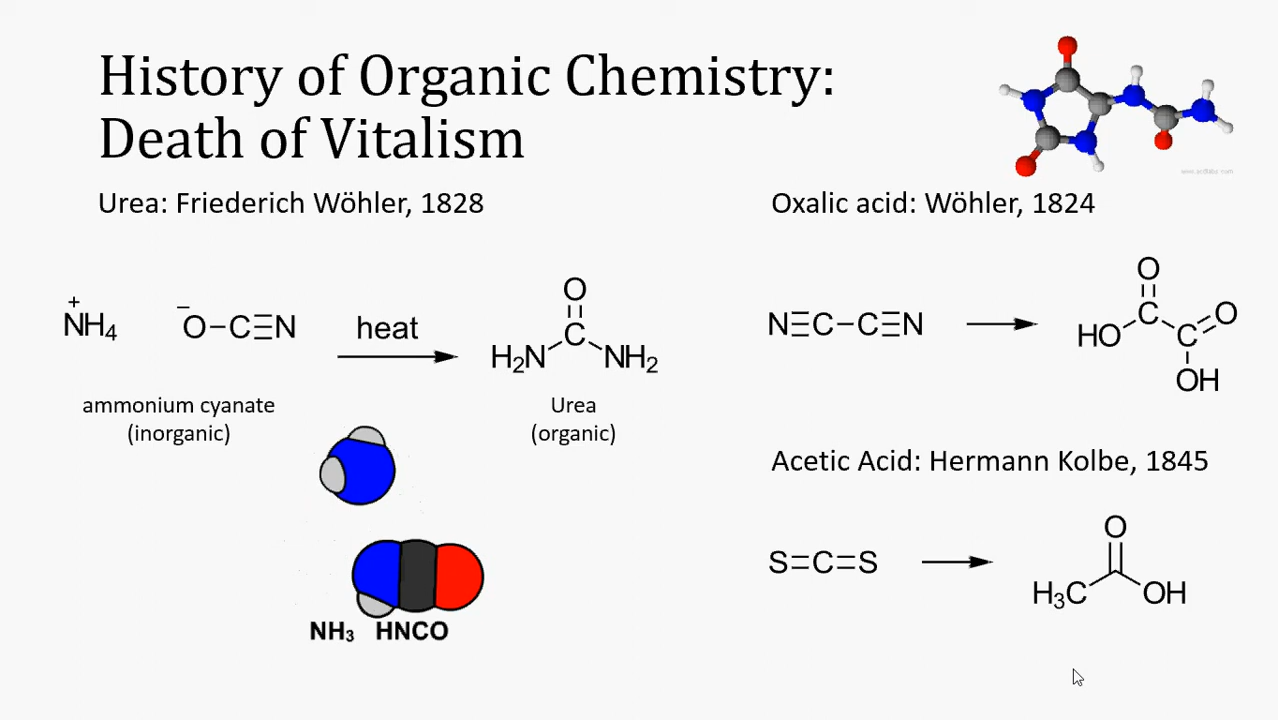 History of Organic Chemistry:
Death of Vitalism
Urea: Friederich Wöhler, 1828
+
NH₄
−
O−C≡N
heat
O
C
H₂N NH₂
ammonium cyanate
(inorganic)
Urea
(organic)
NH₃ HNCO
Oxalic acid: Wöhler, 1824
N≡C−C≡N
O
C
O
HO
C
OH
Acetic Acid: Hermann Kolbe, 1845
S=C=S
O
H₃C OH